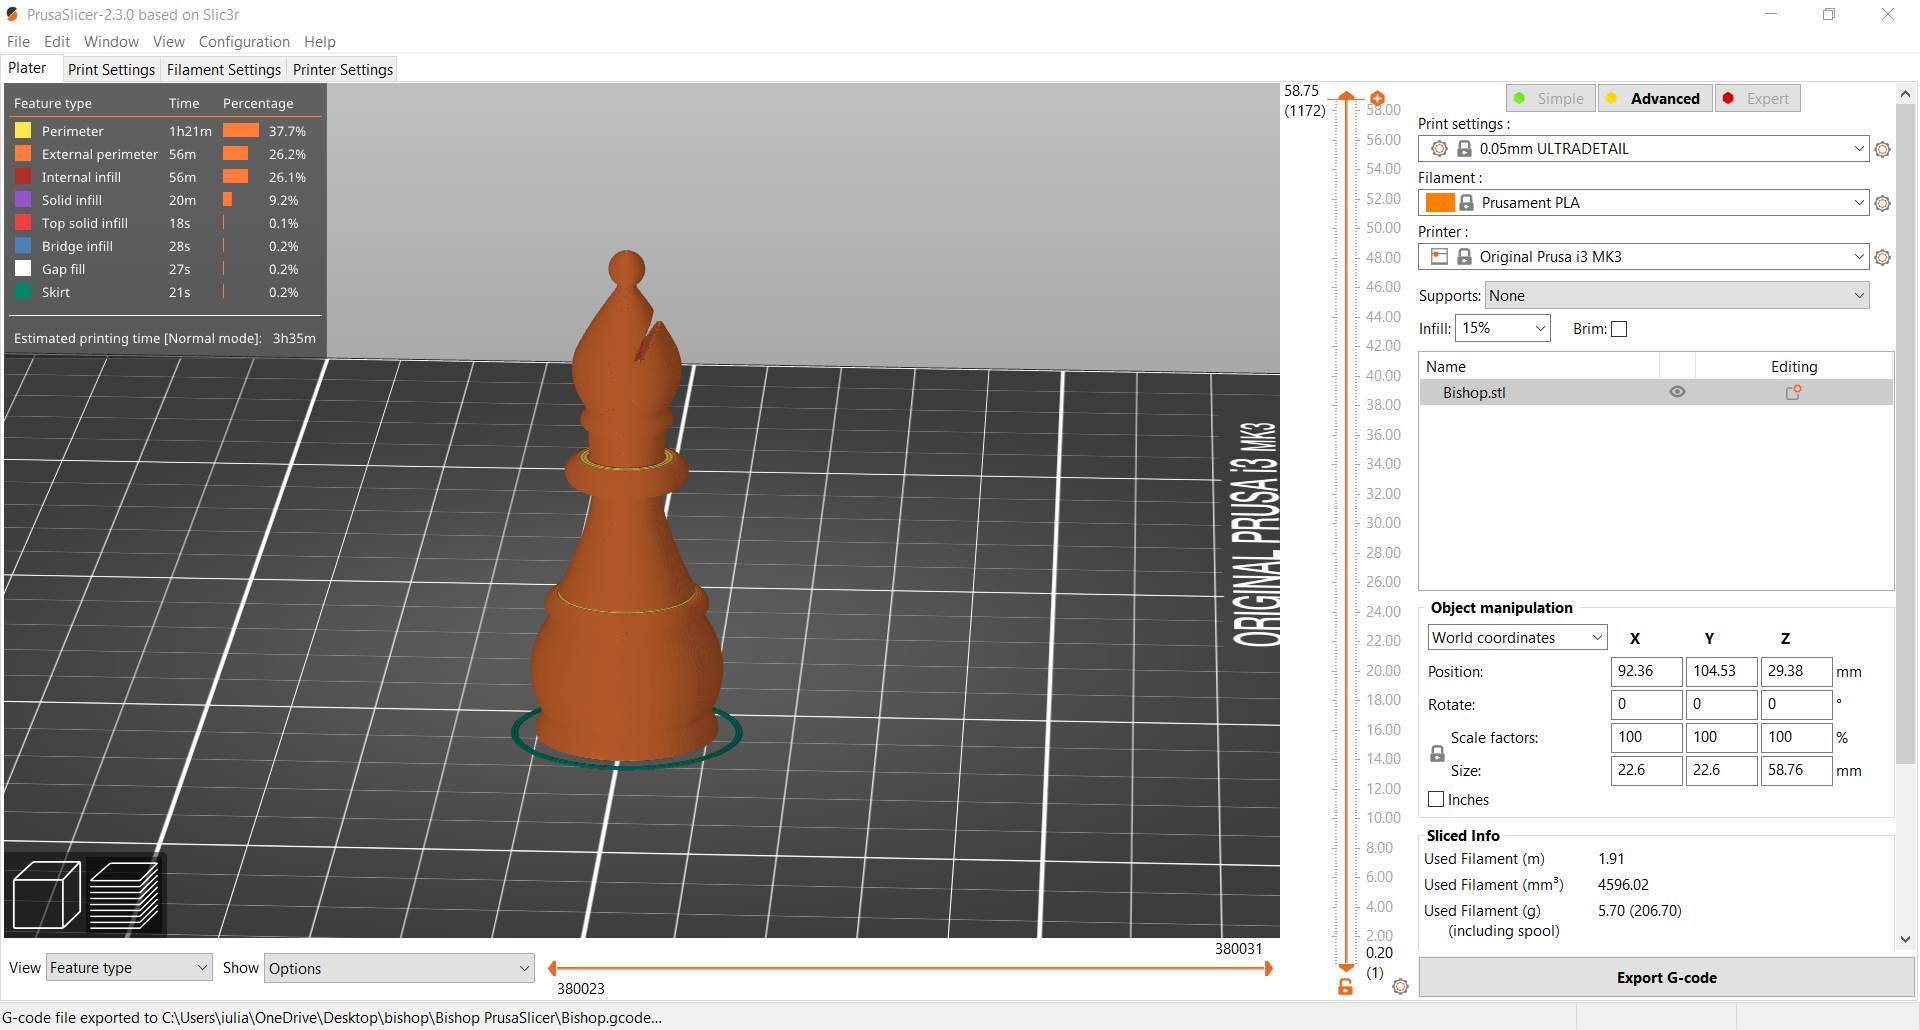 PrusaSlicer-2.3.0 based on Slic3r
File Edit Window View Configuration Help
Plater Print Settings Filament Settings Printer Settings
Feature type Time Percentage
Perimeter 1h21m 37.7%
External perimeter 56m 26.2%
Internal infill 56m 26.1%
Solid infill 20m 9.2%
Top solid infill 18s 0.1%
Bridge infill 28s 0.2%
Gap fill 27s 0.2%
Skirt 21s 0.2%
Estimated printing time [Normal mode]: 3h35m
ORIGINAL PRUSA i3 MK3
58.75
(1172)
58.00
56.00
54.00
52.00
50.00
48.00
46.00
44.00
42.00
40.00
38.00
36.00
34.00
32.00
30.00
28.00
26.00
24.00
22.00
20.00
18.00
16.00
14.00
12.00
10.00
8.00
6.00
4.00
2.00
0.20
(1)
Simple Advanced Expert
Print settings :
0.05mm ULTRADETAIL
Filament :
Prusament PLA
Printer :
Original Prusa i3 MK3
Supports: None
Infill: 15% Brim:
Name Editing
Bishop.stl
Object manipulation
World coordinates X Y Z
Position: 92.36 104.53 29.38 mm
Rotate: 0 0 0 °
Scale factors: 100 100 100 %
Size: 22.6 22.6 58.76 mm
Inches
Sliced Info
Used Filament (m) 1.91
Used Filament (mm³) 4596.02
Used Filament (g) 5.70 (206.70)
(including spool)
Export G-code
View Feature type Show Options
380031
380023
G-code file exported to C:\Users\iulia\OneDrive\Desktop\bishop\Bishop PrusaSlicer\Bishop.gcode...